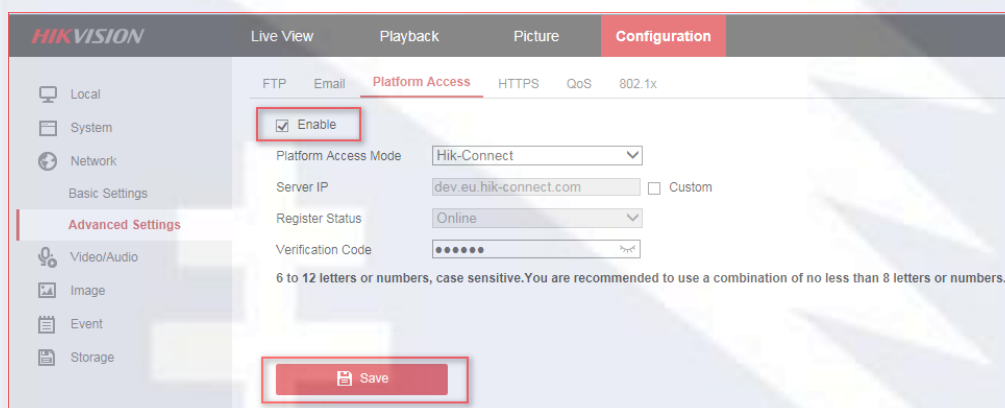 HIKVISION
Live View Playback Picture Configuration
Local
System
Network
Basic Settings
Advanced Settings
Video/Audio
Image
Event
Storage
FTP Email Platform Access HTTPS QoS 802.1x
Enable
Platform Access Mode Hik-Connect
Server IP dev.eu.hik-connect.com Custom
Register Status Online
Verification Code ●●●●●●
6 to 12 letters or numbers, case sensitive.You are recommended to use a combination of no less than 8 letters or numbers.
Save